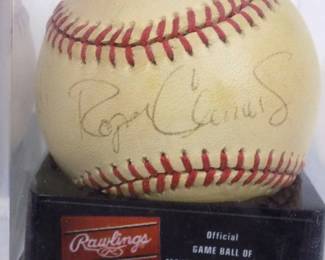 Roger Clemens
Rawlings
Official
GAME BALL OF